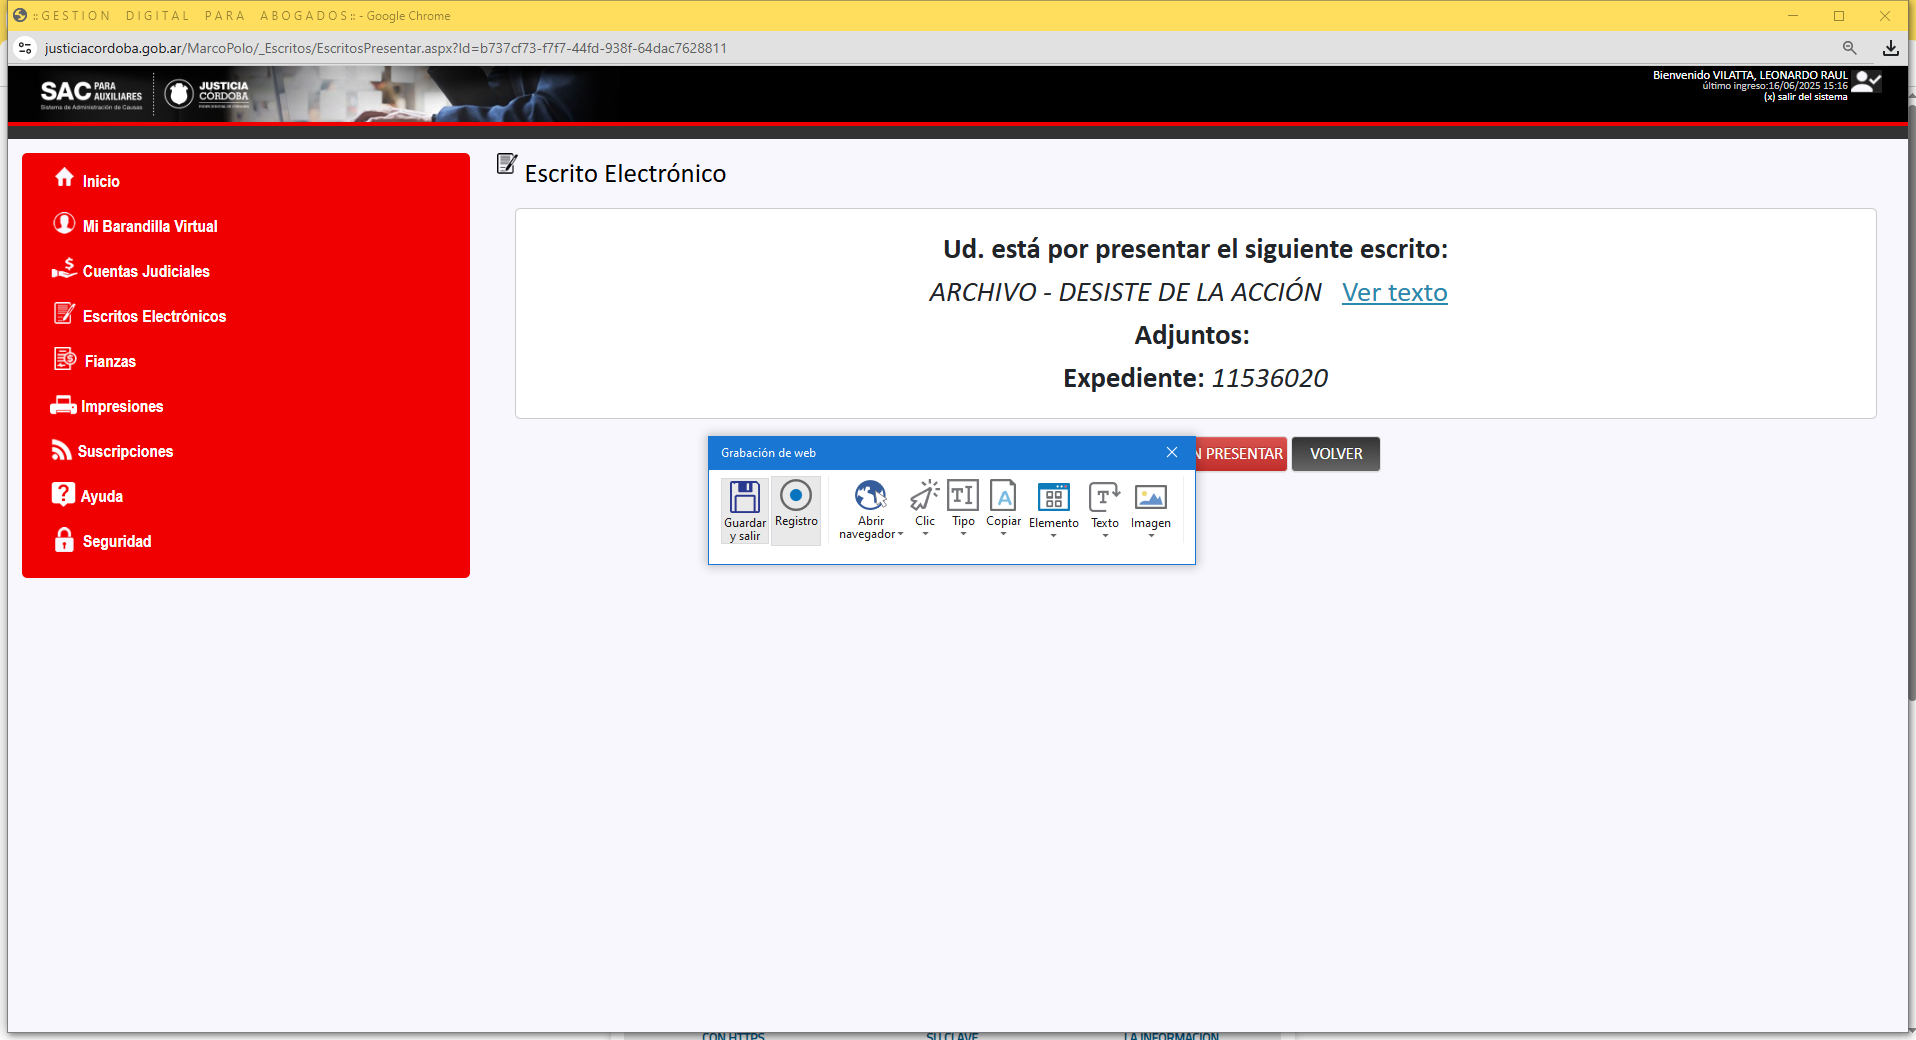 ::GESTION DIGITAL PARA ABOGADOS:: - Google Chrome
justiciacordoba.gob.ar/MarcoPolo/_Escritos/EscritosPresentar.aspx?Id=b737cf73-f7f7-44fd-938f-64dac7628811
SAC PARA AUXILIARES
Sistema de Administración de Causas
JUSTICIA CÓRDOBA
Bienvenido VILATTA, LEONARDO RAUL
último ingreso:16/06/2025 15:16
(x) salir del sistema
Inicio
Mi Barandilla Virtual
Cuentas Judiciales
Escritos Electrónicos
Fianzas
Impresiones
Suscripciones
Ayuda
Seguridad
Escrito Electrónico
Ud. está por presentar el siguiente escrito:
ARCHIVO - DESISTE DE LA ACCIÓN Ver texto
Adjuntos:
Expediente: 11536020
N PRESENTAR
VOLVER
Grabación de web
Guardar y salir
Registro
Abrir navegador
Clic
Tipo
Copiar
Elemento
Texto
Imagen
CON HTTPS
SU CLAVE
LA INFORMACIÓN